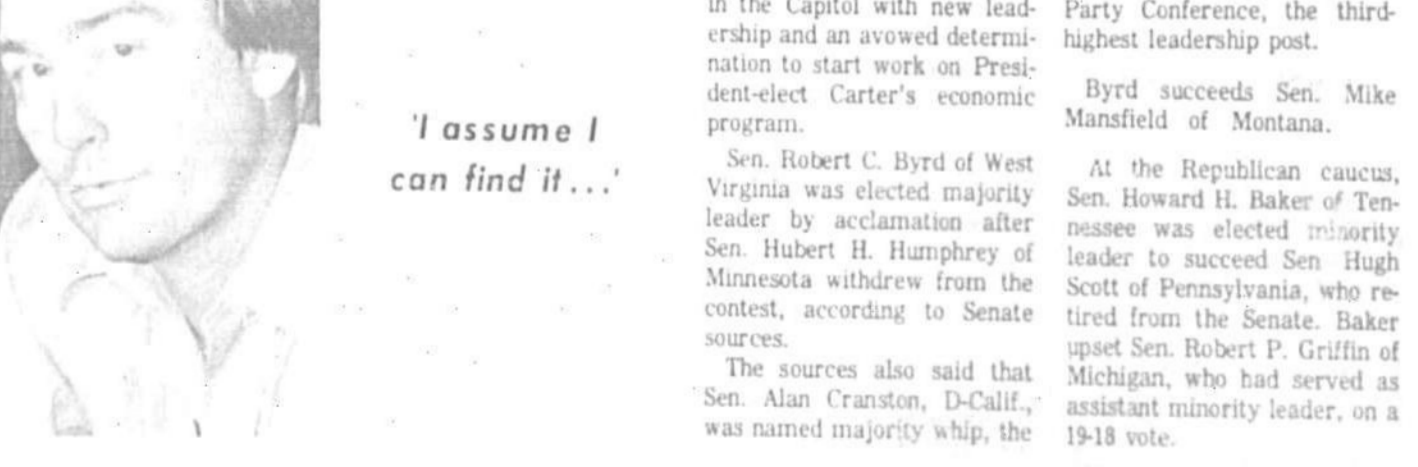 'I assume I
can find it...'
in the Capitol with new lead-
ership and an avowed determi-
nation to start work on Presi-
dent-elect Carter's economic
program.
Sen. Robert C. Byrd of West
Virginia was elected majority
leader by acclamation after
Sen. Hubert H. Humphrey of
Minnesota withdrew from the
contest, according to Senate
sources.
The sources also said that
Sen. Alan Cranston, D-Calif.,
was named majority whip, the
Party Conference, the third-
highest leadership post.
Byrd succeeds Sen. Mike
Mansfield of Montana.
At the Republican caucus,
Sen. Howard H. Baker of Ten-
nessee was elected minority
leader to succeed Sen Hugh
Scott of Pennsylvania, who re-
tired from the Senate. Baker
upset Sen. Robert P. Griffin of
Michigan, who had served as
assistant minority leader, on a
19-18 vote.